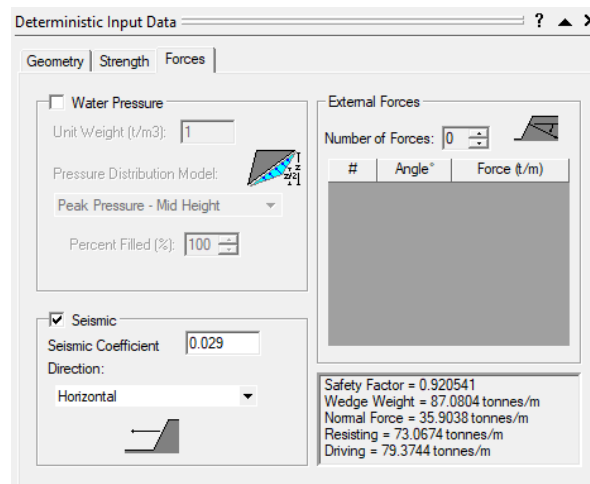 Deterministic Input Data
?
Geometry
Strength
Forces
Water Pressure
Unit Weight (t/m3): 1
Pressure Distribution Model:
Peak Pressure - Mid Height
Percent Filled (%): 100
Seismic
Seismic Coefficient 0.029
Direction:
Horizontal
External Forces
Number of Forces: 0
# Angle° Force (t/m)
Safety Factor = 0.920541
Wedge Weight = 87.0804 tonnes/m
Normal Force = 35.9038 tonnes/m
Resisting = 73.0674 tonnes/m
Driving = 79.3744 tonnes/m